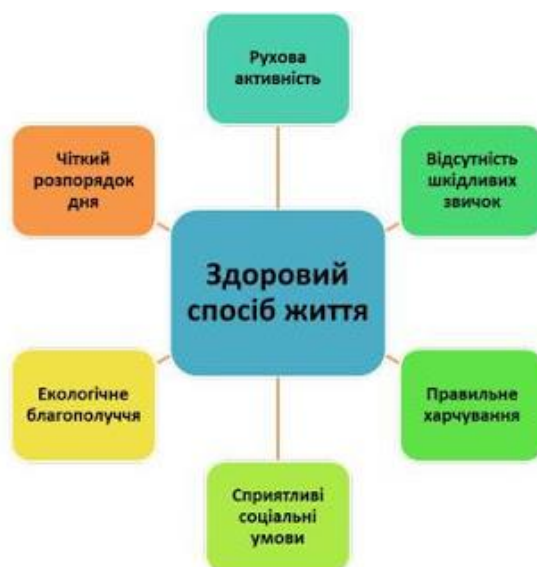 Рухова
активність
Чіткий
розпорядок
дня
Відсутність
шкідливих
звичок
Здоровий
спосіб життя
Екологічне
благополуччя
Правильне
харчування
Сприятливі
соціальні
умови